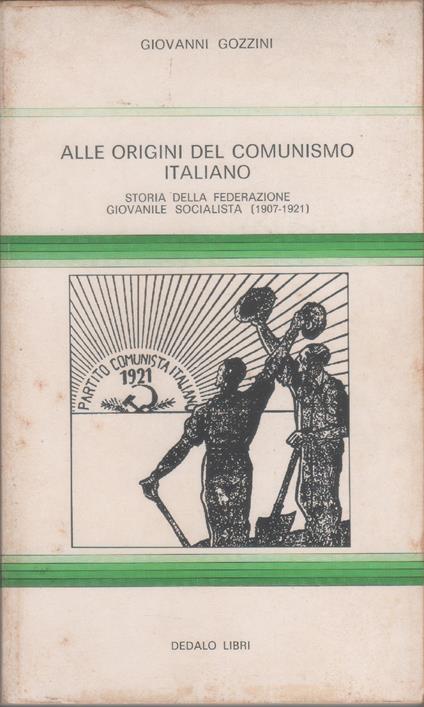 GIOVANNI GOZZINI
ALLE ORIGINI DEL COMUNISMO
ITALIANO
STORIA DELLA FEDERAZIONE
GIOVANILE SOCIALISTA (1907-1921)
PARTITO COMUNISTA ITALIANO
1921
DEDALO LIBRI